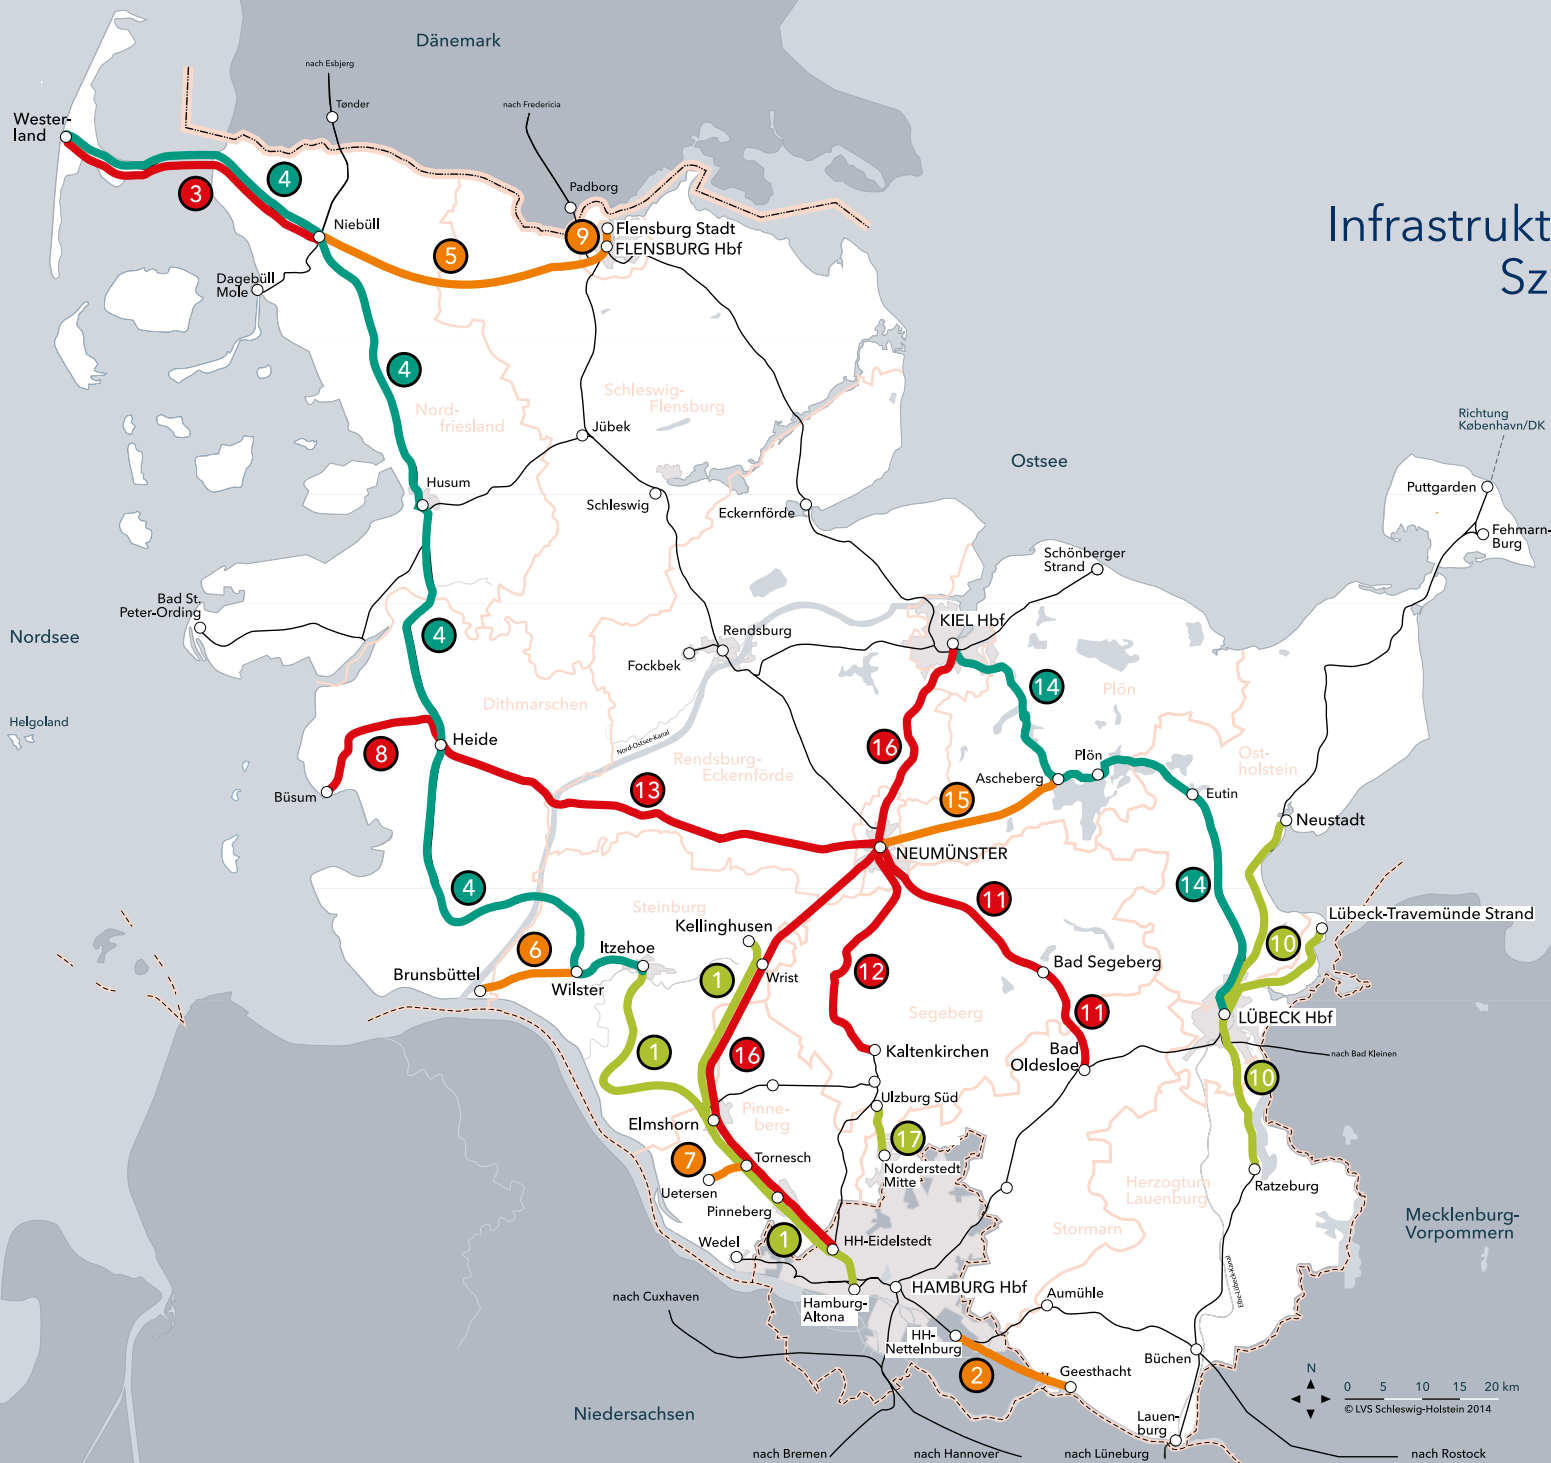 Dänemark
nach Esbjerg
Tønder
nach Fredericia
Wester-
land
3
4
Padborg
Niebüll
9
Flensburg Stadt
FLENSBURG Hbf
5
Infrastrukt
Sz
Dagebüll
Mole
4
Schleswig-
Flensburg
Nord-
friesland
Jübek
Richtung
København/DK
Ostsee
Husum
Schleswig
Eckernförde
Puttgarden
Fehmarn-
Burg
Schönberger
Strand
Bad St.
Peter-Ording
Nordsee
4
Rendsburg
KIEL Hbf
Fockbek
14
Plön
Dithmarschen
Helgoland
Nord-Ostsee-Kanal
8
Heide
16
Rendsburg-
Eckernförde
Ost-
holstein
Plön
Ascheberg
13
15
Büsum
Eutin
Neustadt
NEUMÜNSTER
4
14
11
Steinburg
Kellinghusen
Lübeck-Travemünde Strand
10
6
Itzehoe
Brunsbüttel
Wilster
1
Wrist
12
Bad Segeberg
Segeberg
11
LÜBECK Hbf
1
16
Kaltenkirchen
Bad
Oldesloe
nach Bad Kleinen
10
Ulzburg Süd
Pinne-
berg
Elmshorn
17
7
Tornesch
Norderstedt
Mitte
Uetersen
Pinneberg
Herzogtum
Lauenburg
Ratzeburg
Stormarn
Mecklenburg-
Vorpommern
Wedel
1
HH-Eidelstedt
Elbe-Lübeck-Kanal
HAMBURG Hbf
Aumühle
nach Cuxhaven
Hamburg-
Altona
HH-
Nettelnburg
Büchen
2
Geesthacht
N
0 5 10 15 20 km
© LVS Schleswig-Holstein 2014
Niedersachsen
Lauen-
burg
nach Bremen
nach Hannover
nach Lüneburg
nach Rostock